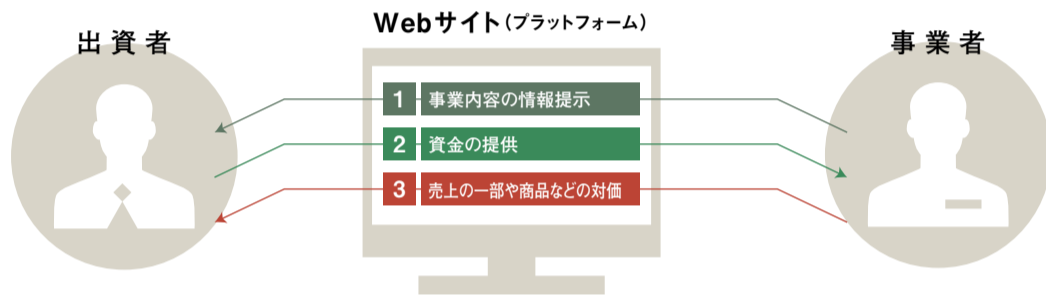 Webサイト(プラットフォーム)
出資者
事業者
1 事業内容の情報提示
2 資金の提供
3 売上の一部や商品などの対価